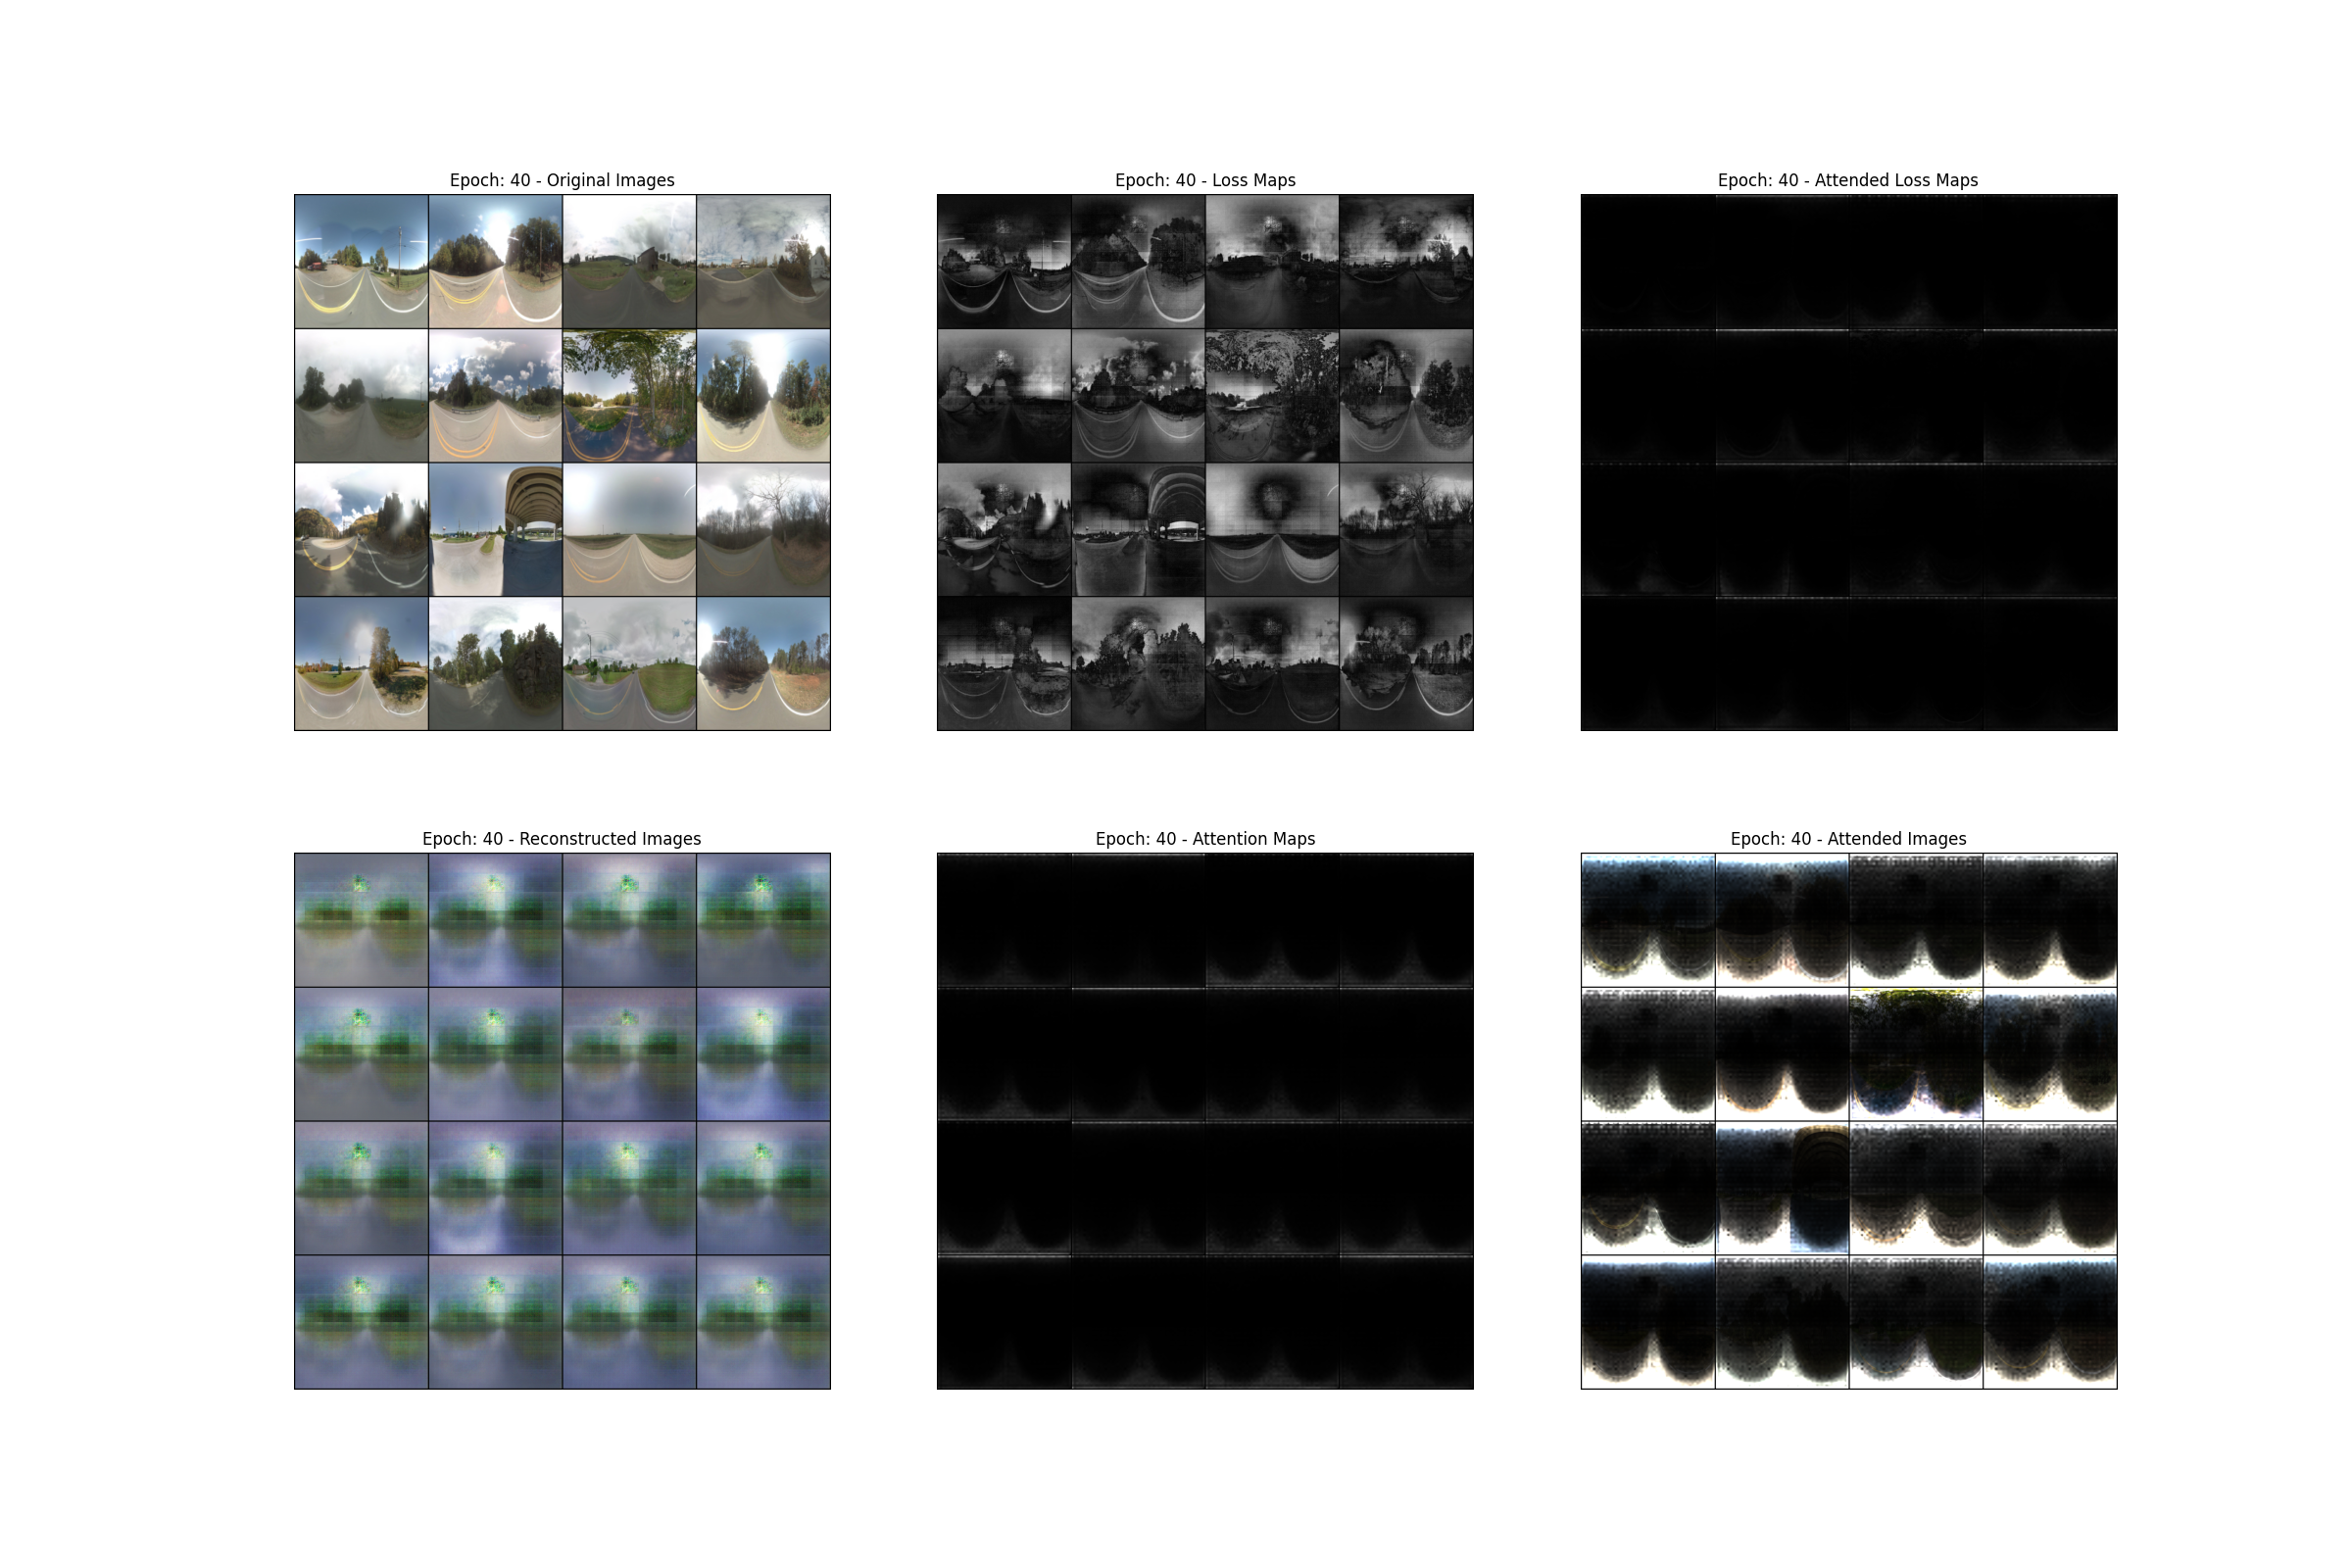 Epoch: 40 - Original Images
Epoch: 40 - Loss Maps
Epoch: 40 - Attended Loss Maps
Epoch: 40 - Reconstructed Images
Epoch: 40 - Attention Maps
Epoch: 40 - Attended Images